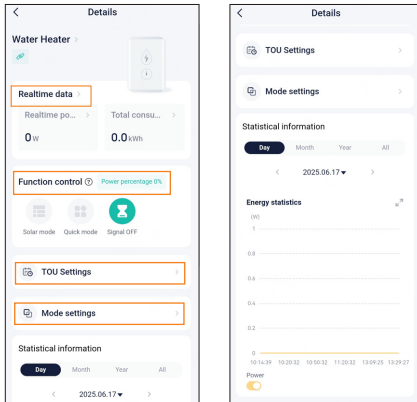 Details
Water Heater
Realtime data
Realtime po... Total consu...
0 W 0.0 kWh
Function control Power percentage 0%
Solar mode Quick mode Signal OFF
TOU Settings
Mode settings
Statistical information
Day Month Year All
2025.06.17
Details
TOU Settings
Mode settings
Statistical information
Day Month Year All
2025.06.17
Energy statistics
(W)
1
0.8
0.6
0.4
0.2
0
10:14:39 10:20:32 10:50:32 11:20:32 13:09:25 13:29:27
Power